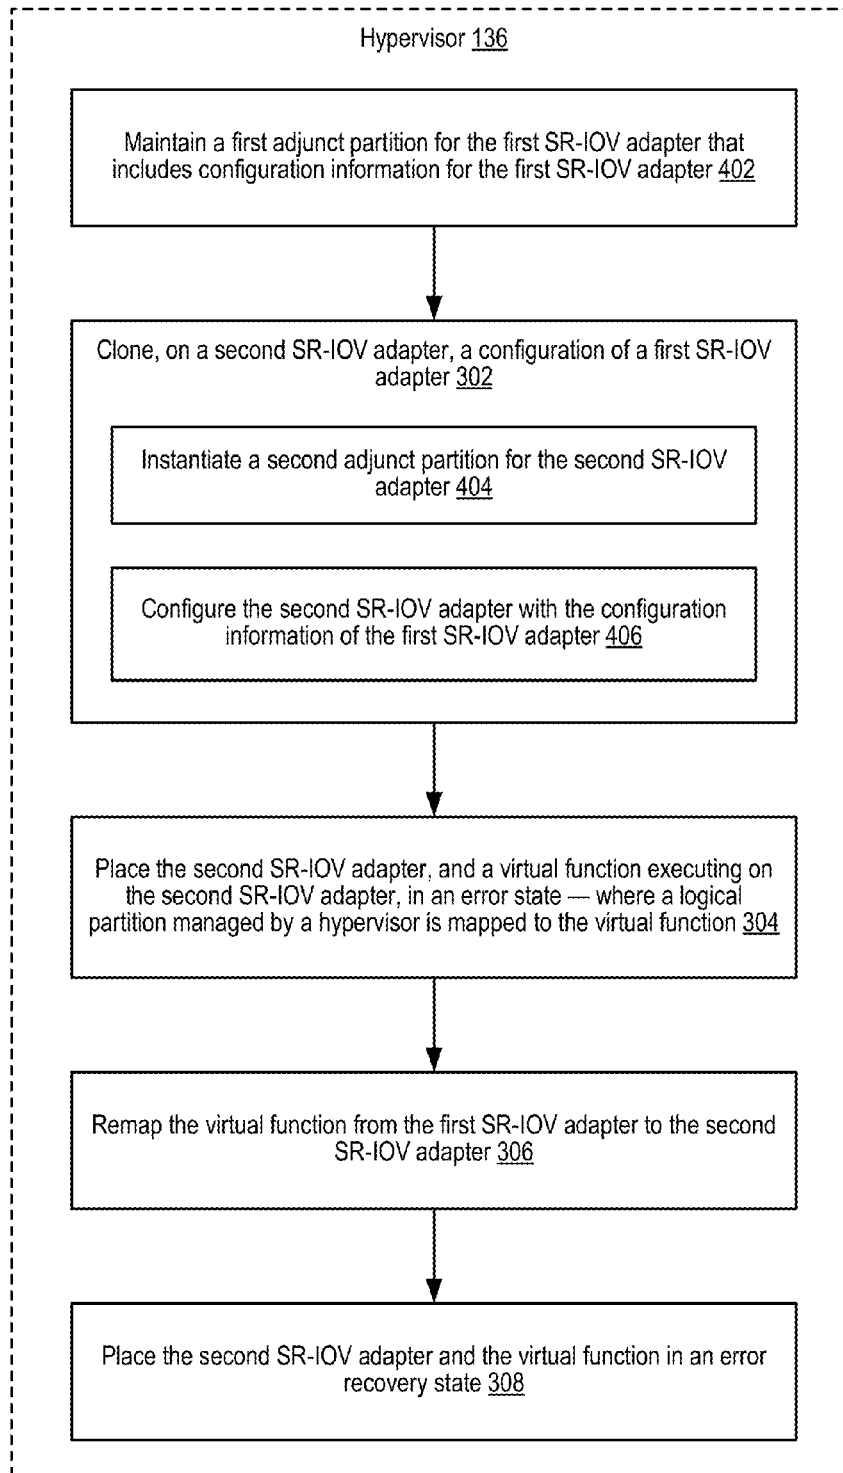 Hypervisor 136
Maintain a first adjunct partition for the first SR-IOV adapter that
includes configuration information for the first SR-IOV adapter 402
Clone, on a second SR-IOV adapter, a configuration of a first SR-IOV
adapter 302
Instantiate a second adjunct partition for the second SR-IOV
adapter 404
Configure the second SR-IOV adapter with the configuration
information of the first SR-IOV adapter 406
Place the second SR-IOV adapter, and a virtual function executing on
the second SR-IOV adapter, in an error state — where a logical
partition managed by a hypervisor is mapped to the virtual function 304
Remap the virtual function from the first SR-IOV adapter to the second
SR-IOV adapter 306
Place the second SR-IOV adapter and the virtual function in an error
recovery state 308